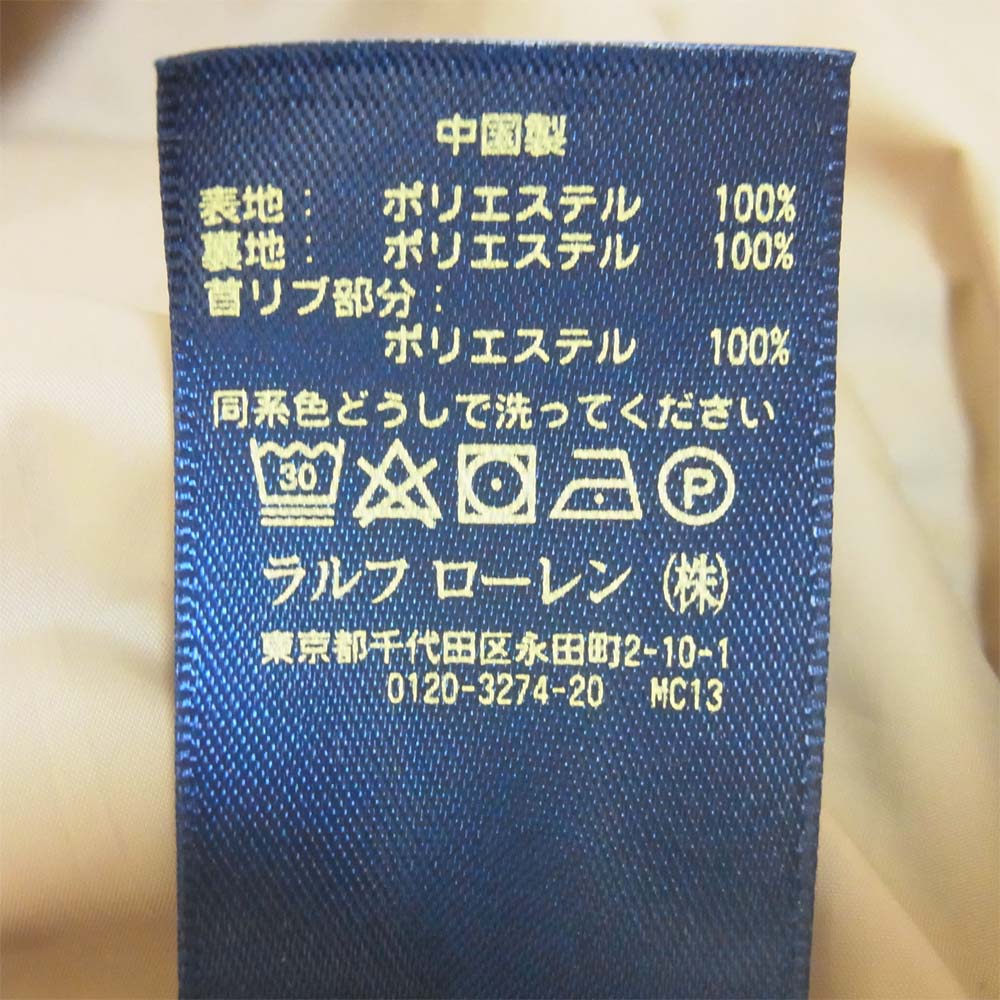 中国製
表地: ポリエステル 100%
裏地: ポリエステル 100%
首リブ部分:
ポリエステル 100%
同系色どうしで洗ってください
30 P
ラルフ ローレン (株)
東京都千代田区永田町2-10-1
0120-3274-20 MC13